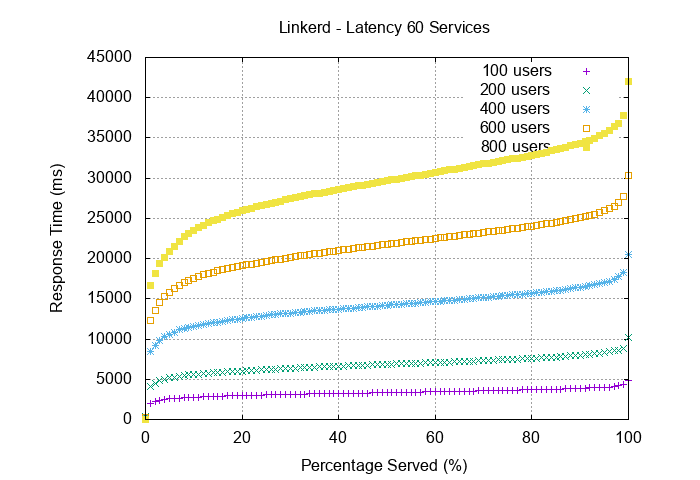 Linkerd - Latency 60 Services
45000
40000
35000
30000
25000
20000
15000
10000
5000
0
0 20 40 60 80 100
Response Time (ms)
Percentage Served (%)
100 users
200 users
400 users
600 users
800 users